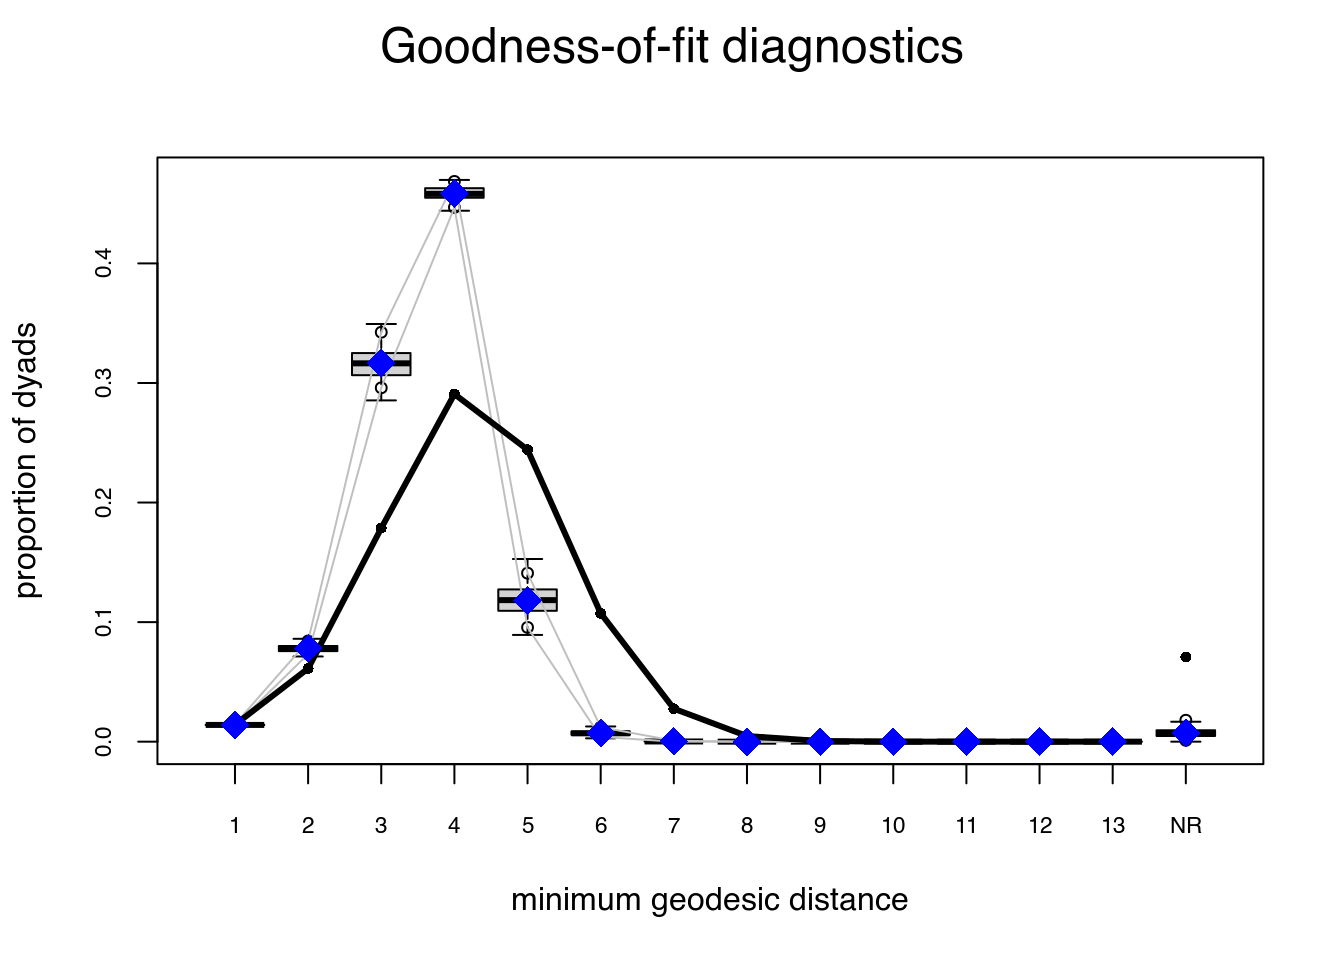 Goodness-of-fit diagnostics
proportion of dyads
0.4
0.3
0.2
0.1
0.0
1 2 3 4 5 6 7 8 9 10 11 12 13 NR
minimum geodesic distance